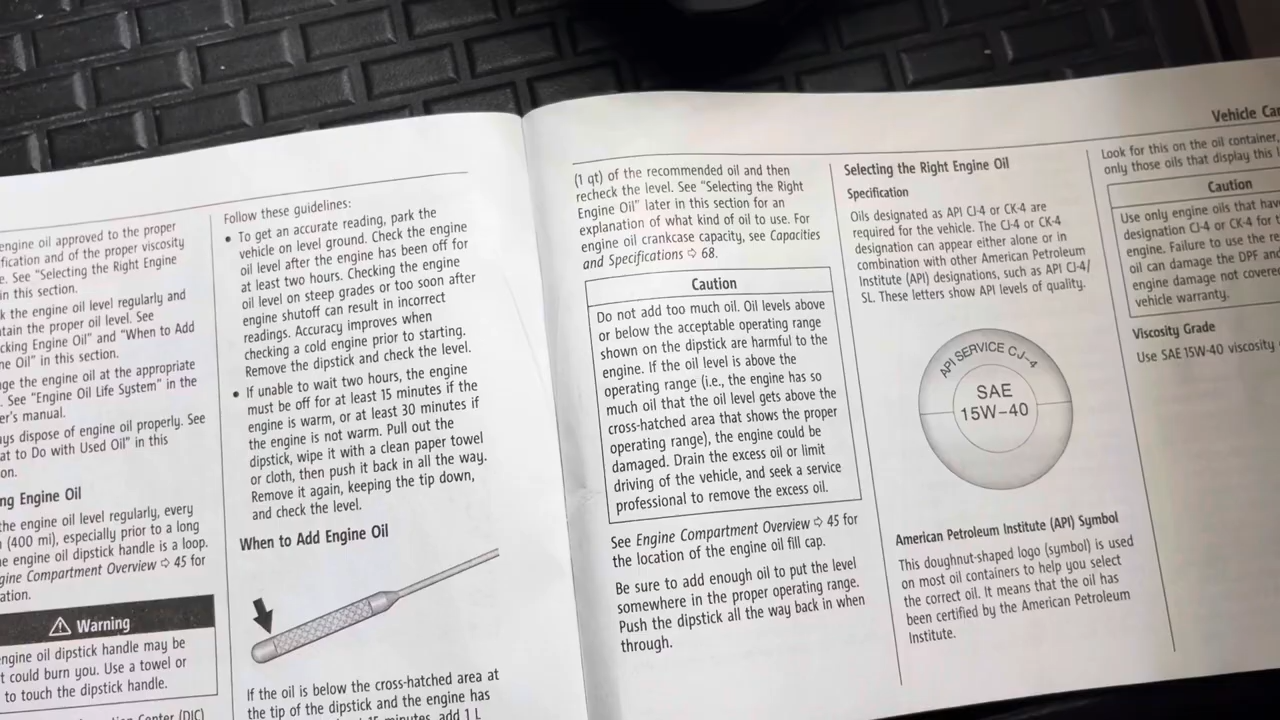 engine oil approved to the proper
fication and of the proper viscosity
e. See "Selecting the Right Engine
in this section.
k the engine oil level regularly and
tain the proper oil level. See
cking Engine Oil" and "When to Add
ne Oil" in this section.
ge the engine oil at the appropriate
. See "Engine Oil Life System" in the
er's manual.
ys dispose of engine oil properly. See
at to Do with Used Oil" in this
on.
ng Engine Oil
the engine oil level regularly, every
(400 mi), especially prior to a long
e engine oil dipstick handle is a loop.
gine Compartment Overview ➪ 45 for
ation.
⚠ Warning
engine oil dipstick handle may be
t could burn you. Use a towel or
to touch the dipstick handle.
Center (DIC)
Follow these guidelines:
• To get an accurate reading, park the
vehicle on level ground. Check the engine
oil level after the engine has been off for
at least two hours. Checking the engine
oil level on steep grades or too soon after
engine shutoff can result in incorrect
readings. Accuracy improves when
checking a cold engine prior to starting.
Remove the dipstick and check the level.
• If unable to wait two hours, the engine
must be off for at least 15 minutes if the
engine is warm, or at least 30 minutes if
the engine is not warm. Pull out the
dipstick, wipe it with a clean paper towel
or cloth, then push it back in all the way.
Remove it again, keeping the tip down,
and check the level.
When to Add Engine Oil
If the oil is below the cross-hatched area at
the tip of the dipstick and the engine has
15 minutes, add 1 L
(1 qt) of the recommended oil and then
recheck the level. See "Selecting the Right
Engine Oil" later in this section for an
explanation of what kind of oil to use. For
engine oil crankcase capacity, see Capacities
and Specifications ➪ 68.
Caution
Do not add too much oil. Oil levels above
or below the acceptable operating range
shown on the dipstick are harmful to the
engine. If the oil level is above the
operating range (i.e., the engine has so
much oil that the oil level gets above the
cross-hatched area that shows the proper
operating range), the engine could be
damaged. Drain the excess oil or limit
driving of the vehicle, and seek a service
professional to remove the excess oil.
See Engine Compartment Overview ➪ 45 for
the location of the engine oil fill cap.
Be sure to add enough oil to put the level
somewhere in the proper operating range.
Push the dipstick all the way back in when
through.
Selecting the Right Engine Oil
Specification
Oils designated as API CJ-4 or CK-4 are
required for the vehicle. The CJ-4 or CK-4
designation can appear either alone or in
combination with other American Petroleum
Institute (API) designations, such as API CJ-4/
SL. These letters show API levels of quality.
API SERVICE CJ-4
SAE
15W-40
American Petroleum Institute (API) Symbol
This doughnut-shaped logo (symbol) is used
on most oil containers to help you select
the correct oil. It means that the oil has
been certified by the American Petroleum
Institute.
Vehicle Ca
Look for this on the oil container,
only those oils that display this
Caution
Use only engine oils that have
designation CJ-4 or CK-4 for
engine. Failure to use the re
oil can damage the DPF and
engine damage not covered
vehicle warranty.
Viscosity Grade
Use SAE 15W-40 viscosity